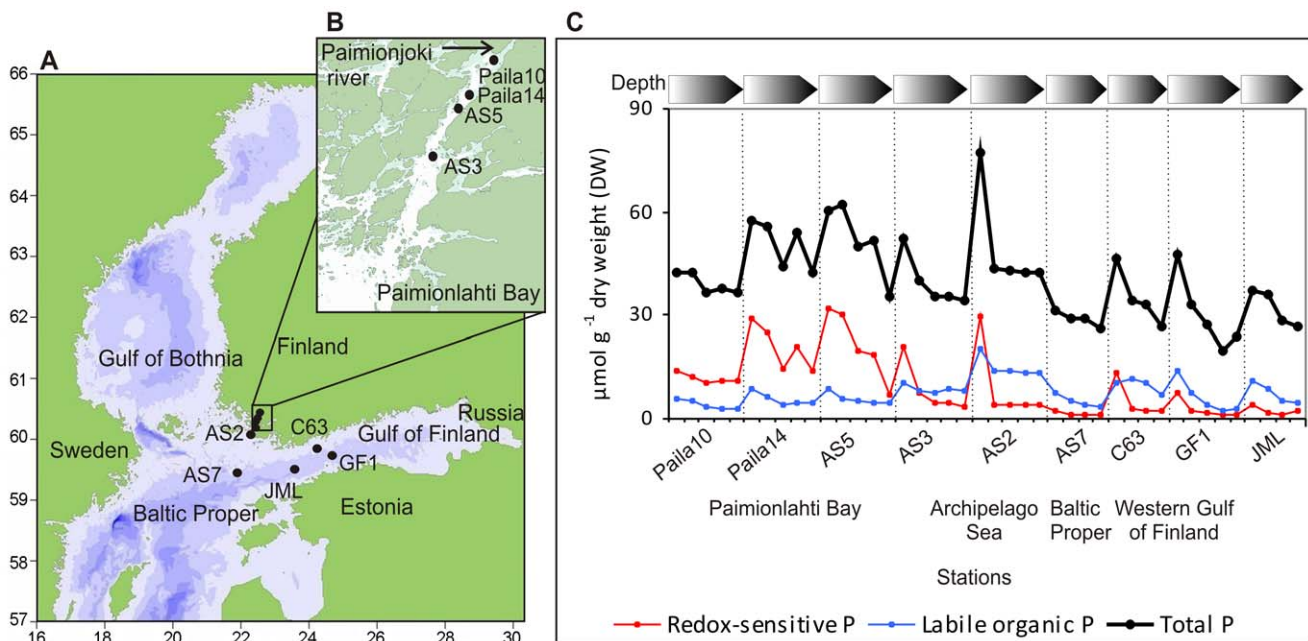 A
66
65
64
63
62
61
60
59
58
57
16
18
20
22
24
26
28
30
Gulf of Bothnia
Finland
Sweden
AS2
C63
Russia
Gulf of Finland
GF1
AS7
JML
Estonia
Baltic Proper
B
Paimionjoki
river
Paila10
Paila14
AS5
AS3
Paimionlahti Bay
C
Depth
90
60
30
0
µmol g -1 dry weight (DW)
Paila10
Paila14
AS5
AS3
AS2
AS7
C63
GF1
JML
Paimionlahti Bay
Archipelago
Sea
Baltic
Proper
Western Gulf
of Finland
Stations
Redox-sensitive P
Labile organic P
Total P